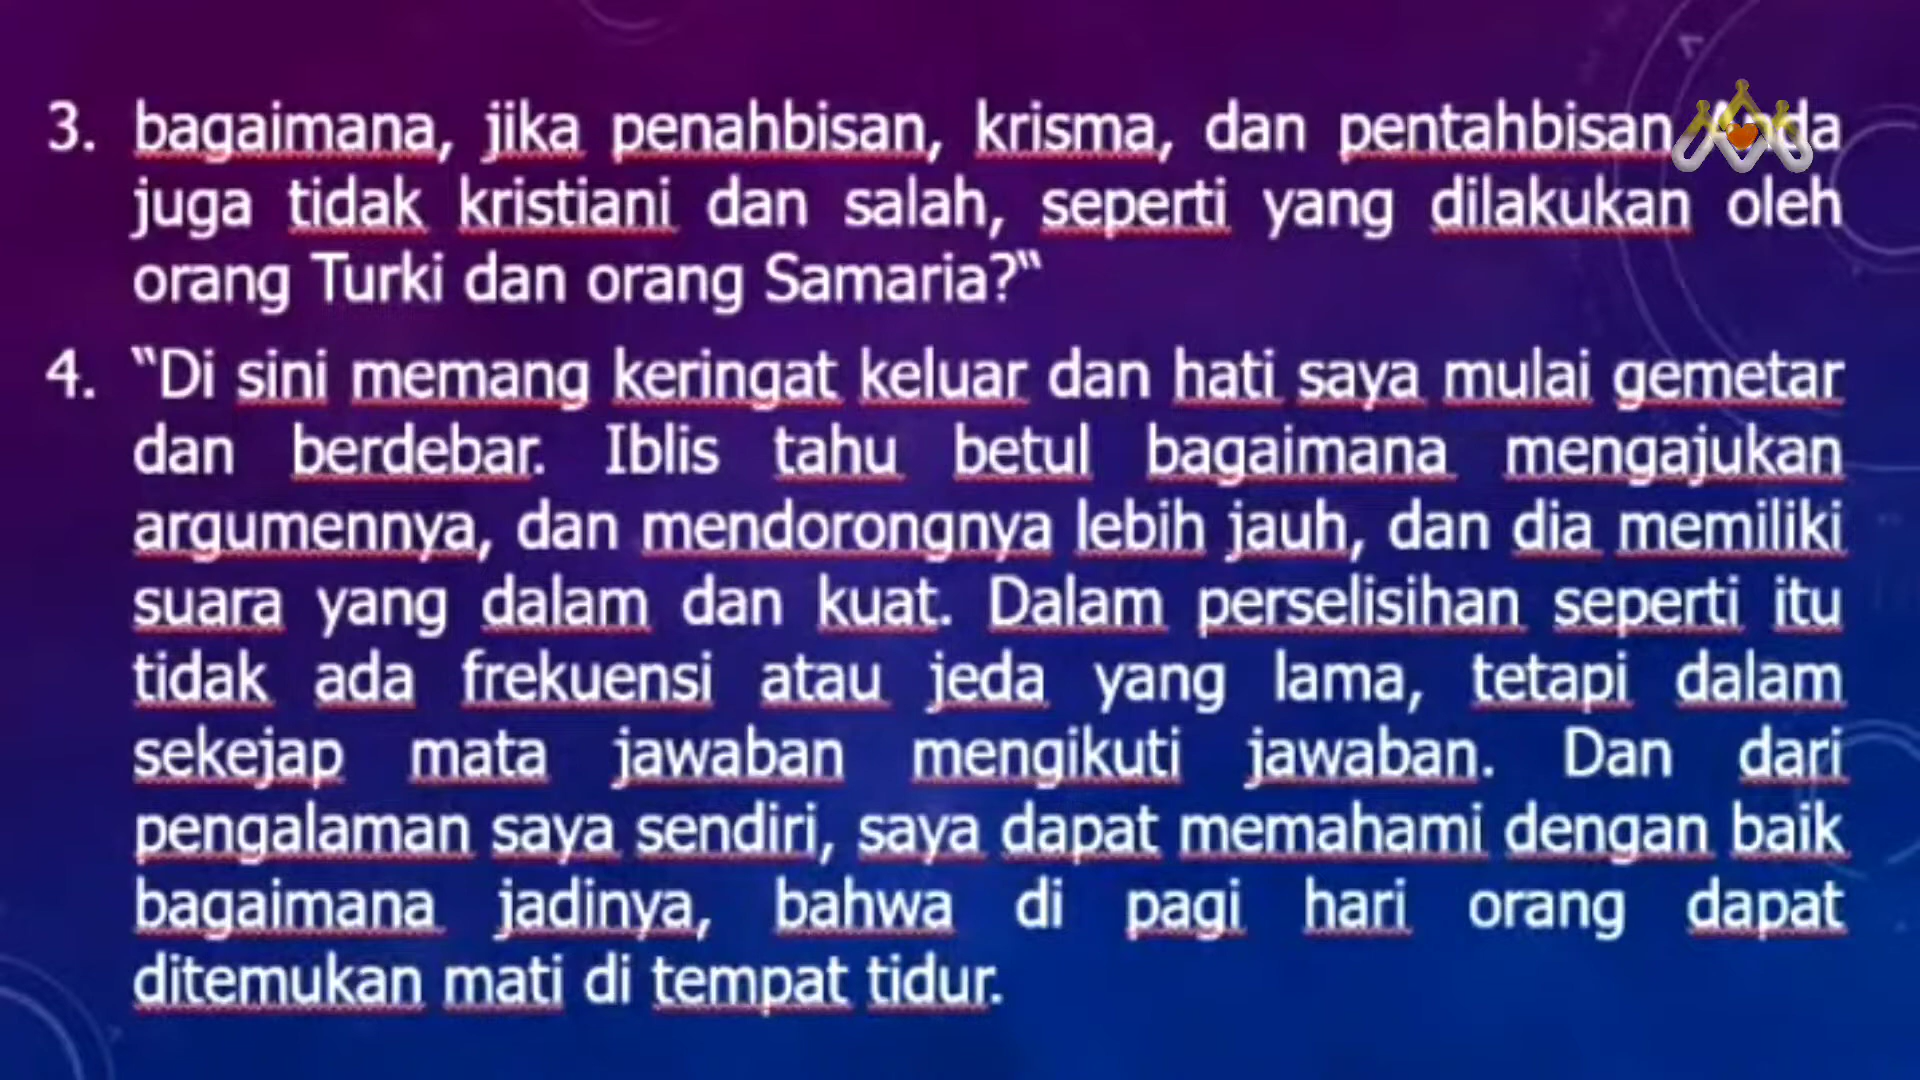 3. bagaimana, jika penahbisan, krisma, dan pentahbisan
juga tidak kristiani dan salah, seperti yang dilakukan oleh
orang Turki dan orang Samaria?“
4. “Di sini memang keringat keluar dan hati saya mulai gemetar
dan berdebar. Iblis tahu betul bagaimana mengajukan
argumennya, dan mendorongnya lebih jauh, dan dia memiliki
suara yang dalam dan kuat. Dalam perselisihan seperti itu
tidak ada frekuensi atau jeda yang lama, tetapi dalam
sekejap mata jawaban mengikuti jawaban. Dan dari
pengalaman saya sendiri, saya dapat memahami dengan baik
bagaimana jadinya, bahwa di pagi hari orang dapat
ditemukan mati di tempat tidur.